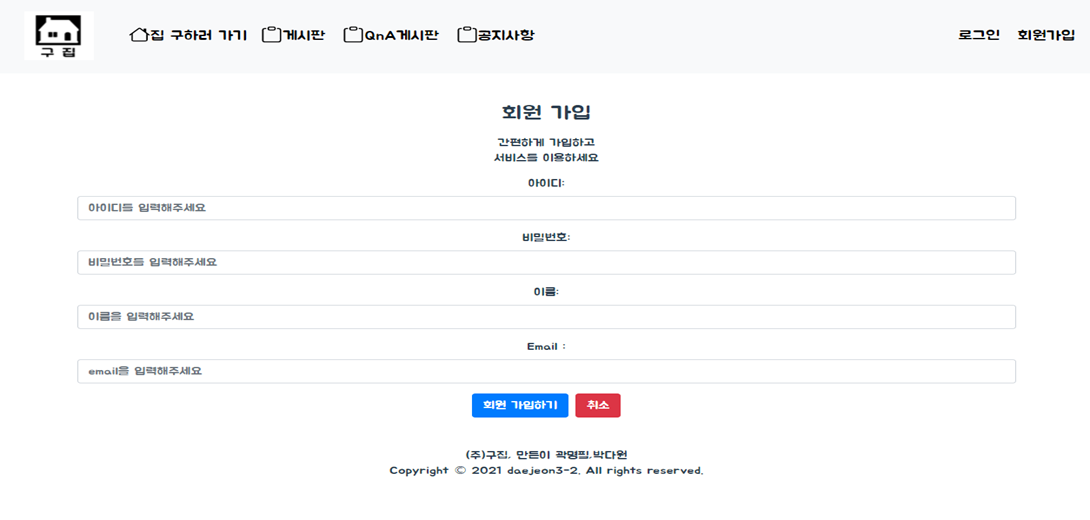 구 집
집 구하러 가기 게시판 QnA게시판 공지사항 로그인 회원가입
회원 가입
간편하게 가입하고
서비스를 이용하세요
아이디:
아이디를 입력해주세요
비밀번호:
비밀번호를 입력해주세요
이름:
이름을 입력해주세요
Email :
email을 입력해주세요
회원 가입하기 취소
(주)구집, 만든이 곽명필,박다원
Copyright © 2021 daejeon3-2. All rights reserved.